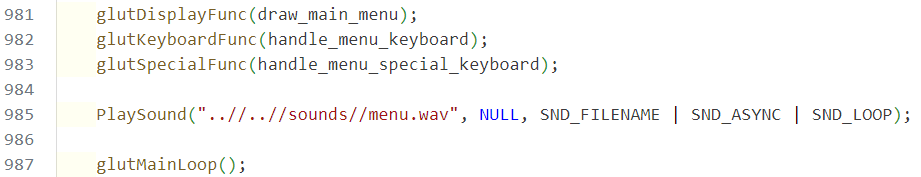 981 glutDisplayFunc(draw_main_menu);
982 glutKeyboardFunc(handle_menu_keyboard);
983 glutSpecialFunc(handle_menu_special_keyboard);
984
985 PlaySound("..//..//sounds//menu.wav", NULL, SND_FILENAME | SND_ASYNC | SND_LOOP);
986
987 glutMainLoop();